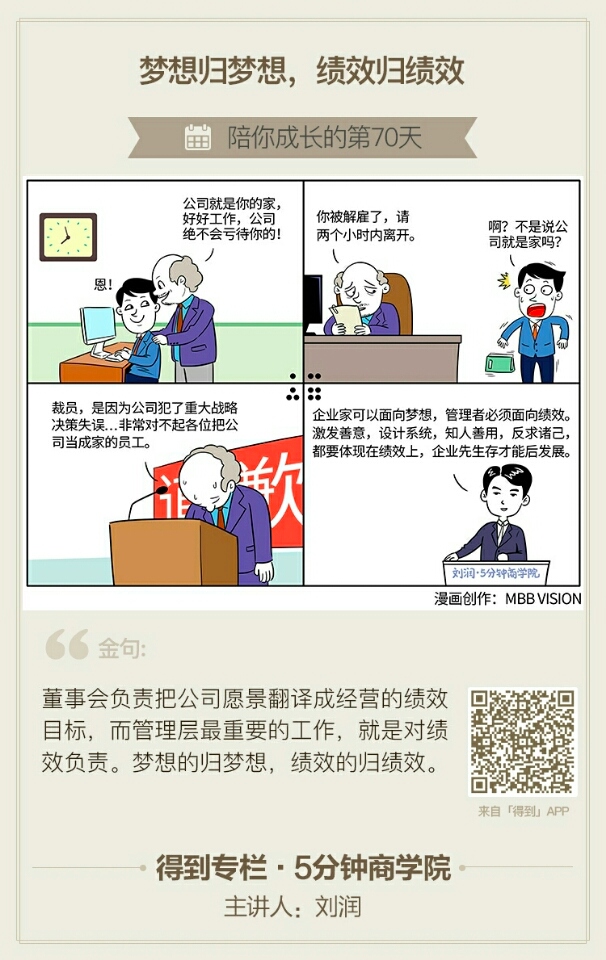 梦想归梦想，绩效归绩效
陪你成长的第70天
公司就是你的家，
好好工作，公司
绝不会亏待你的！
恩！
你被解雇了，请
两个小时内离开。
啊？不是说公
司就是家吗？
裁员，是因为公司犯了重大战略
决策失误...非常对不起各位把公
司当成家的员工。
道歉
企业家可以面向梦想，管理者必须面向绩效。
激发善意，设计系统，知人善用，反求诸己，
都要体现在绩效上，企业先生存才能后发展。
刘润·5分钟商学院
漫画创作：MBB VISION
金句:
董事会负责把公司愿景翻译成经营的绩效
目标，而管理层最重要的工作，就是对绩
效负责。梦想的归梦想，绩效的归绩效。
来自「得到」APP
得到专栏·5分钟商学院
主讲人：刘润